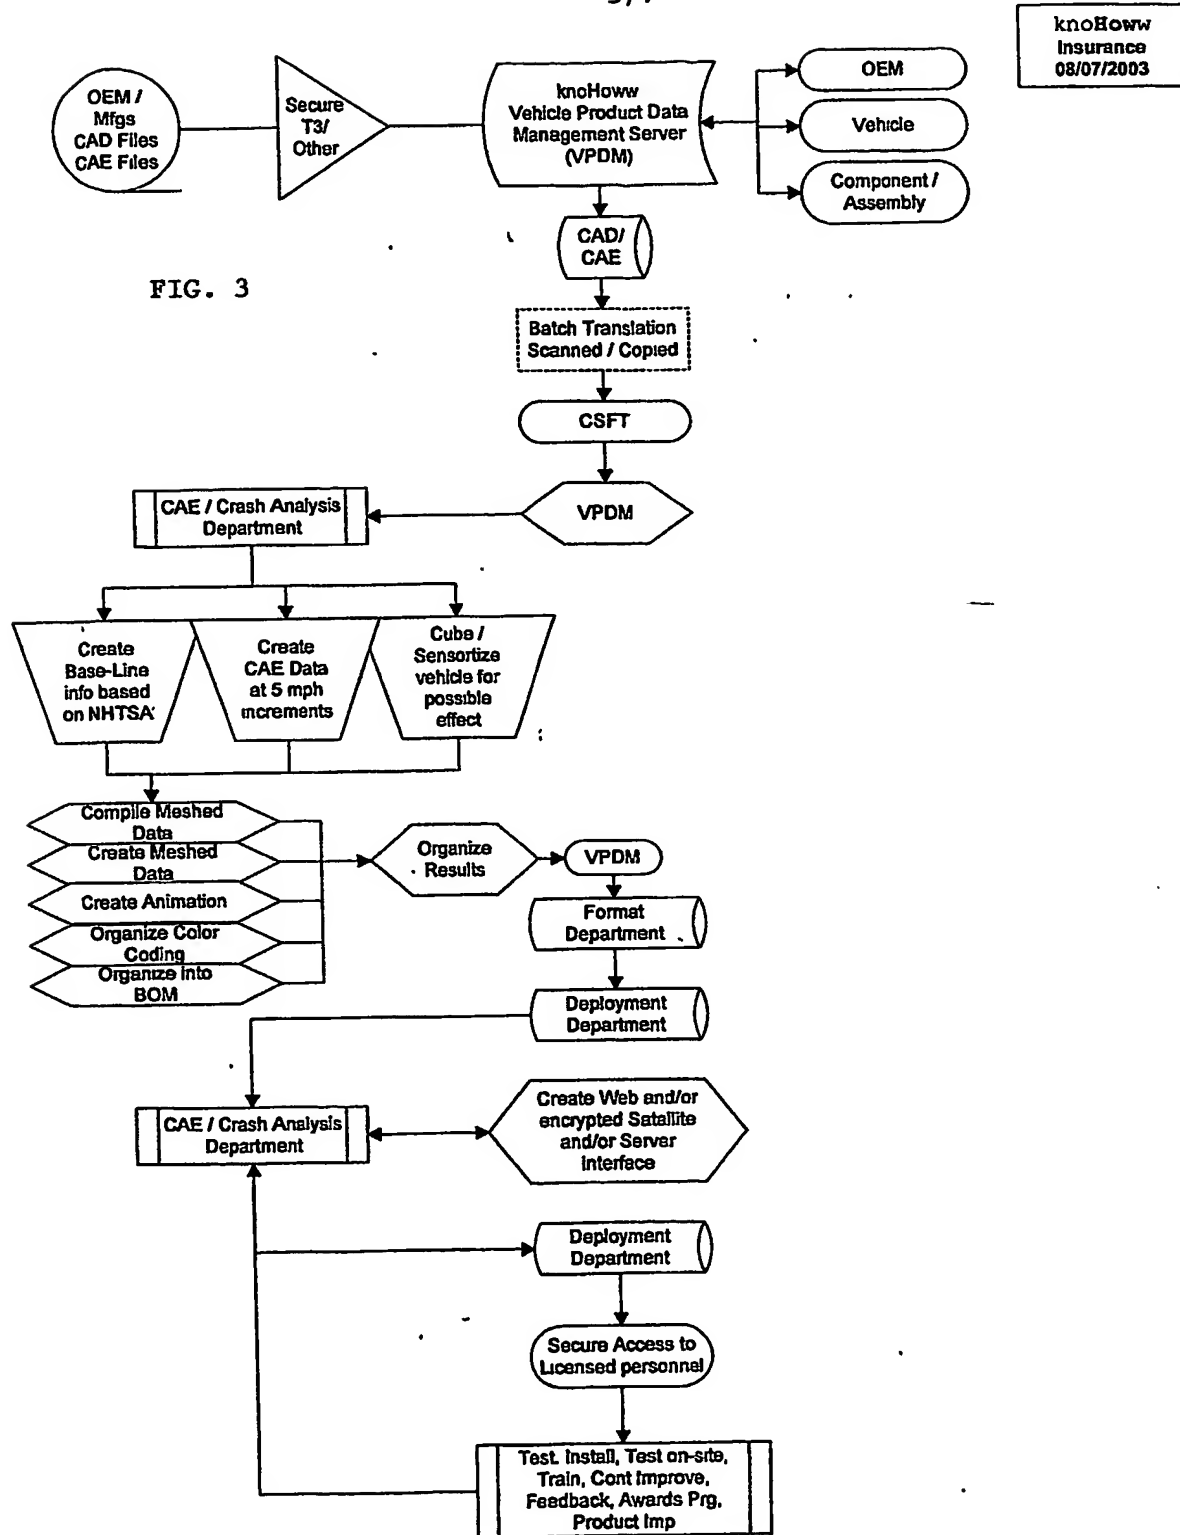 knoHoww
Insurance
08/07/2003
OEM /
Mfgs
CAD Files
CAE Files
Secure
T3/
Other
knoHoww
Vehicle Product Data
Management Server
(VPDM)
OEM
Vehicle
Component /
Assembly
CAD/
CAE
FIG. 3
Batch Translation
Scanned / Copied
CSFT
VPDM
CAE / Crash Analysis
Department
Create
Base-Line
info based
on NHTSA
Create
CAE Data
at 5 mph
increments
Cube /
Sensortize
vehicle for
possible
effect
Compile Meshed
Data
Create Meshed
Data
Create Animation
Organize Color
Coding
Organize into
BOM
Organize
Results
VPDM
Format
Department
Deployment
Department
CAE / Crash Analysis
Department
Create Web and/or
encrypted Satallite
and/or Server
interface
Deployment
Department
Secure Access to
Licensed personnel
Test. Install, Test on-site,
Train, Cont Improve,
Feedback, Awards Prg,
Product Imp